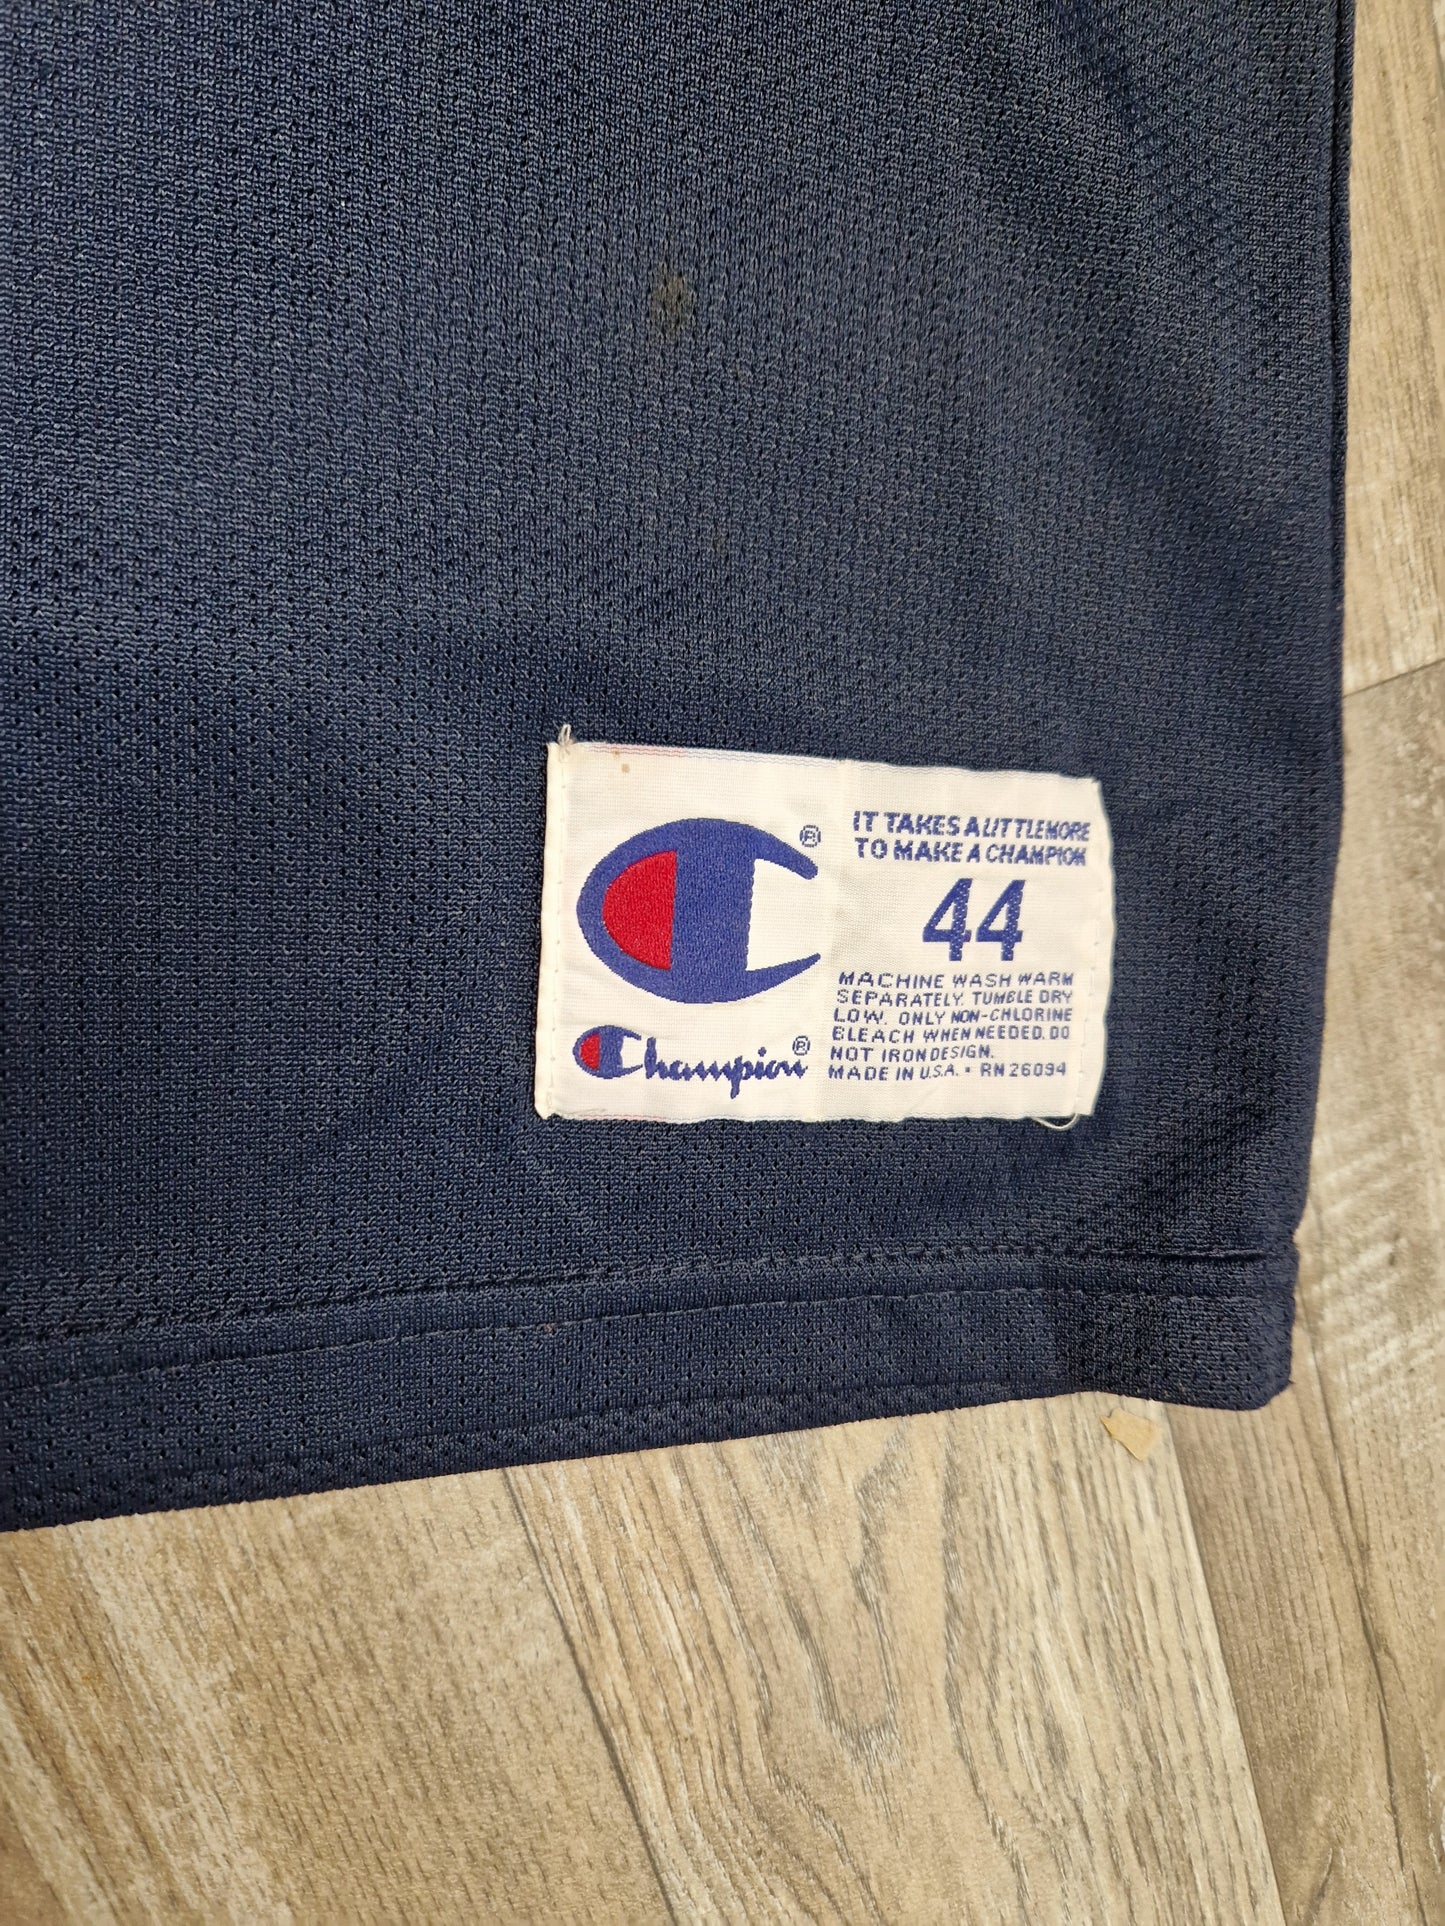 IT TAKES A LITTLE MORE
TO MAKE A CHAMPION
44
MACHINE WASH WARM
SEPARATELY. TUMBLE DRY
LOW. ONLY NON-CHLORINE
BLEACH WHEN NEEDED. DO
NOT IRON DESIGN.
MADE IN U.S.A. • RN 26094
®
Champion®